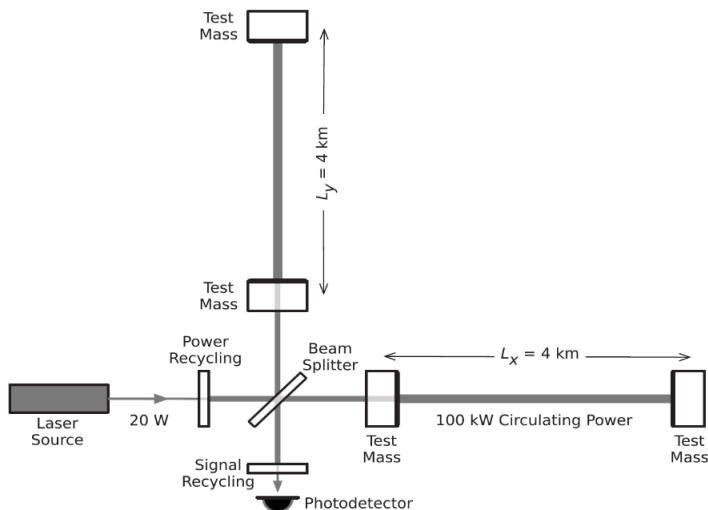 Test
Mass
L_y = 4 km
Test
Mass
Power
Recycling
Beam
Splitter
L_x = 4 km
Laser
Source
20 W
100 kW Circulating Power
Test
Mass
Test
Mass
Signal
Recycling
Photodetector